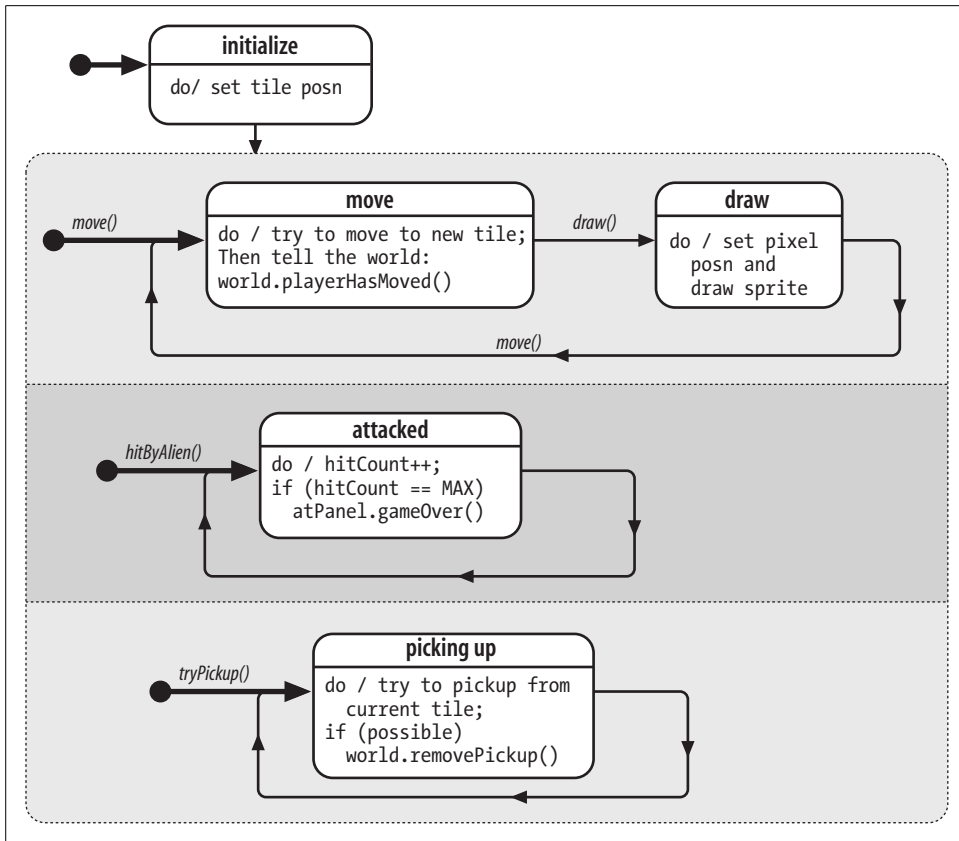 initialize
do/ set tile posn
move
draw
move()
do / try to move to new tile;
Then tell the world:
world.playerHasMoved()
draw()
do / set pixel
posn and
draw sprite
move()
attacked
hitByAlien()
do / hitCount++;
if (hitCount == MAX)
atPanel.gameOver()
picking up
tryPickup()
do / try to pickup from
current tile;
if (possible)
world.removePickup()